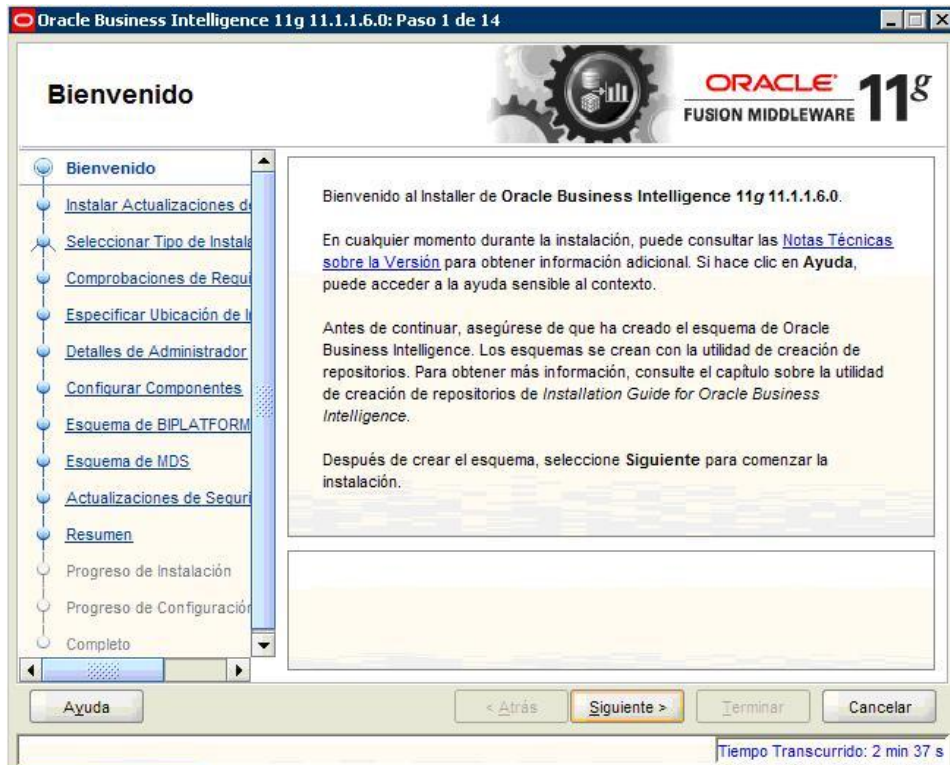 Oracle Business Intelligence 11g 11.1.1.6.0: Paso 1 de 14
Bienvenido
ORACLE
FUSION MIDDLEWARE
11g
Bienvenido
Instalar Actualizaciones de
Seleccionar Tipo de Instala
Comprobaciones de Requi
Especificar Ubicación de I
Detalles de Administrador
Configurar Componentes
Esquema de BIPLATFORM
Esquema de MDS
Actualizaciones de Seguri
Resumen
Progreso de Instalación
Progreso de Configuración
Completo
Bienvenido al Installer de Oracle Business Intelligence 11g 11.1.1.6.0.
En cualquier momento durante la instalación, puede consultar las Notas Técnicas
sobre la Versión para obtener información adicional. Si hace clic en Ayuda,
puede acceder a la ayuda sensible al contexto.
Antes de continuar, asegúrese de que ha creado el esquema de Oracle
Business Intelligence. Los esquemas se crean con la utilidad de creación de
repositorios. Para obtener más información, consulte el capítulo sobre la utilidad
de creación de repositorios de Installation Guide for Oracle Business
Intelligence.
Después de crear el esquema, seleccione Siguiente para comenzar la
instalación.
Ayuda
< Atrás
Siguiente >
Terminar
Cancelar
Tiempo Transcurrido: 2 min 37 s